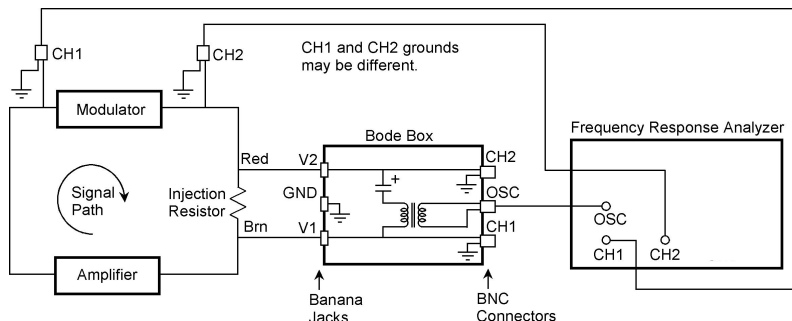 CH1
CH2
CH1 and CH2 grounds
may be different.
Modulator
Bode Box
Frequency Response Analyzer
Red
V2
CH2
+
Signal
Path
Injection
Resistor
GND
OSC
OSC
Brn
V1
CH1
CH1
CH2
Amplifier
Banana
Jacks
BNC
Connectors